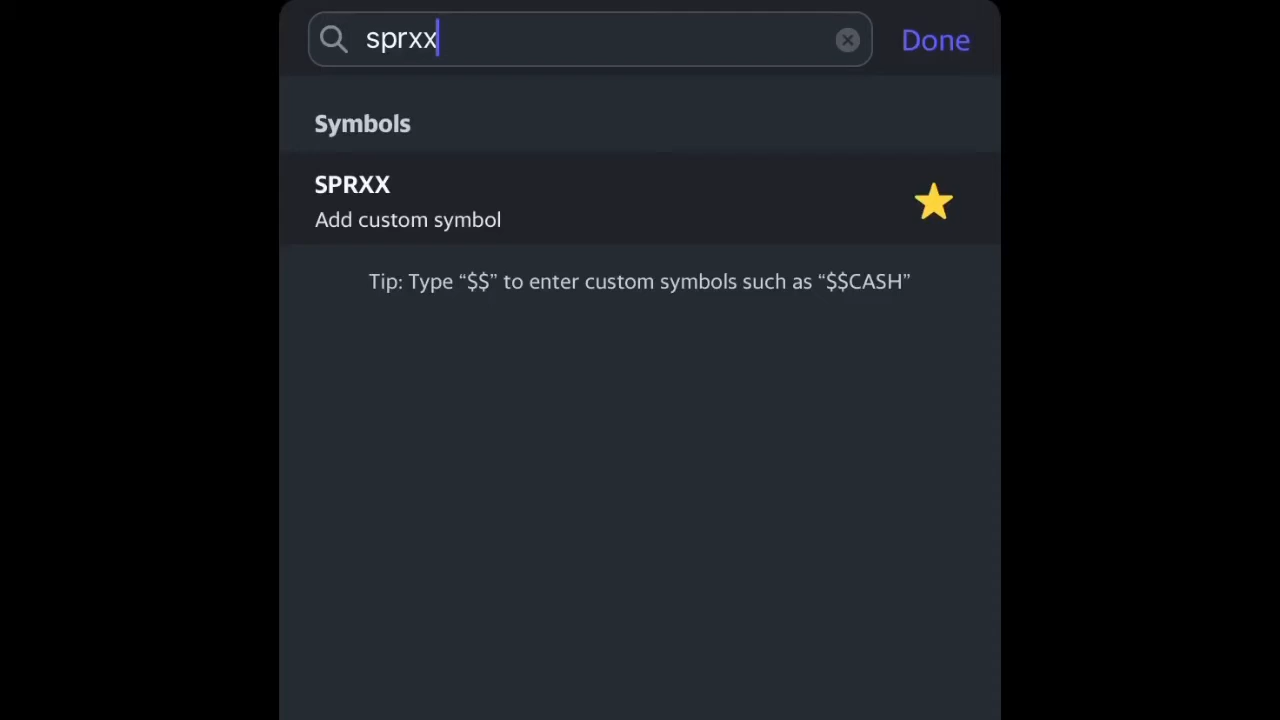 sprxx
Done
Symbols
SPRXX
Add custom symbol
Tip: Type “$$” to enter custom symbols such as “$$CASH”